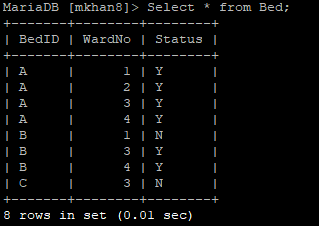 MariaDB [mkhan8]> Select * from Bed;
+-------+--------+--------+
| BedID | WardNo | Status |
+-------+--------+--------+
| A     |      1 | Y      |
| A     |      2 | Y      |
| A     |      3 | Y      |
| A     |      4 | Y      |
| B     |      1 | N      |
| B     |      3 | Y      |
| B     |      4 | Y      |
| C     |      3 | N      |
+-------+--------+--------+
8 rows in set (0.01 sec)